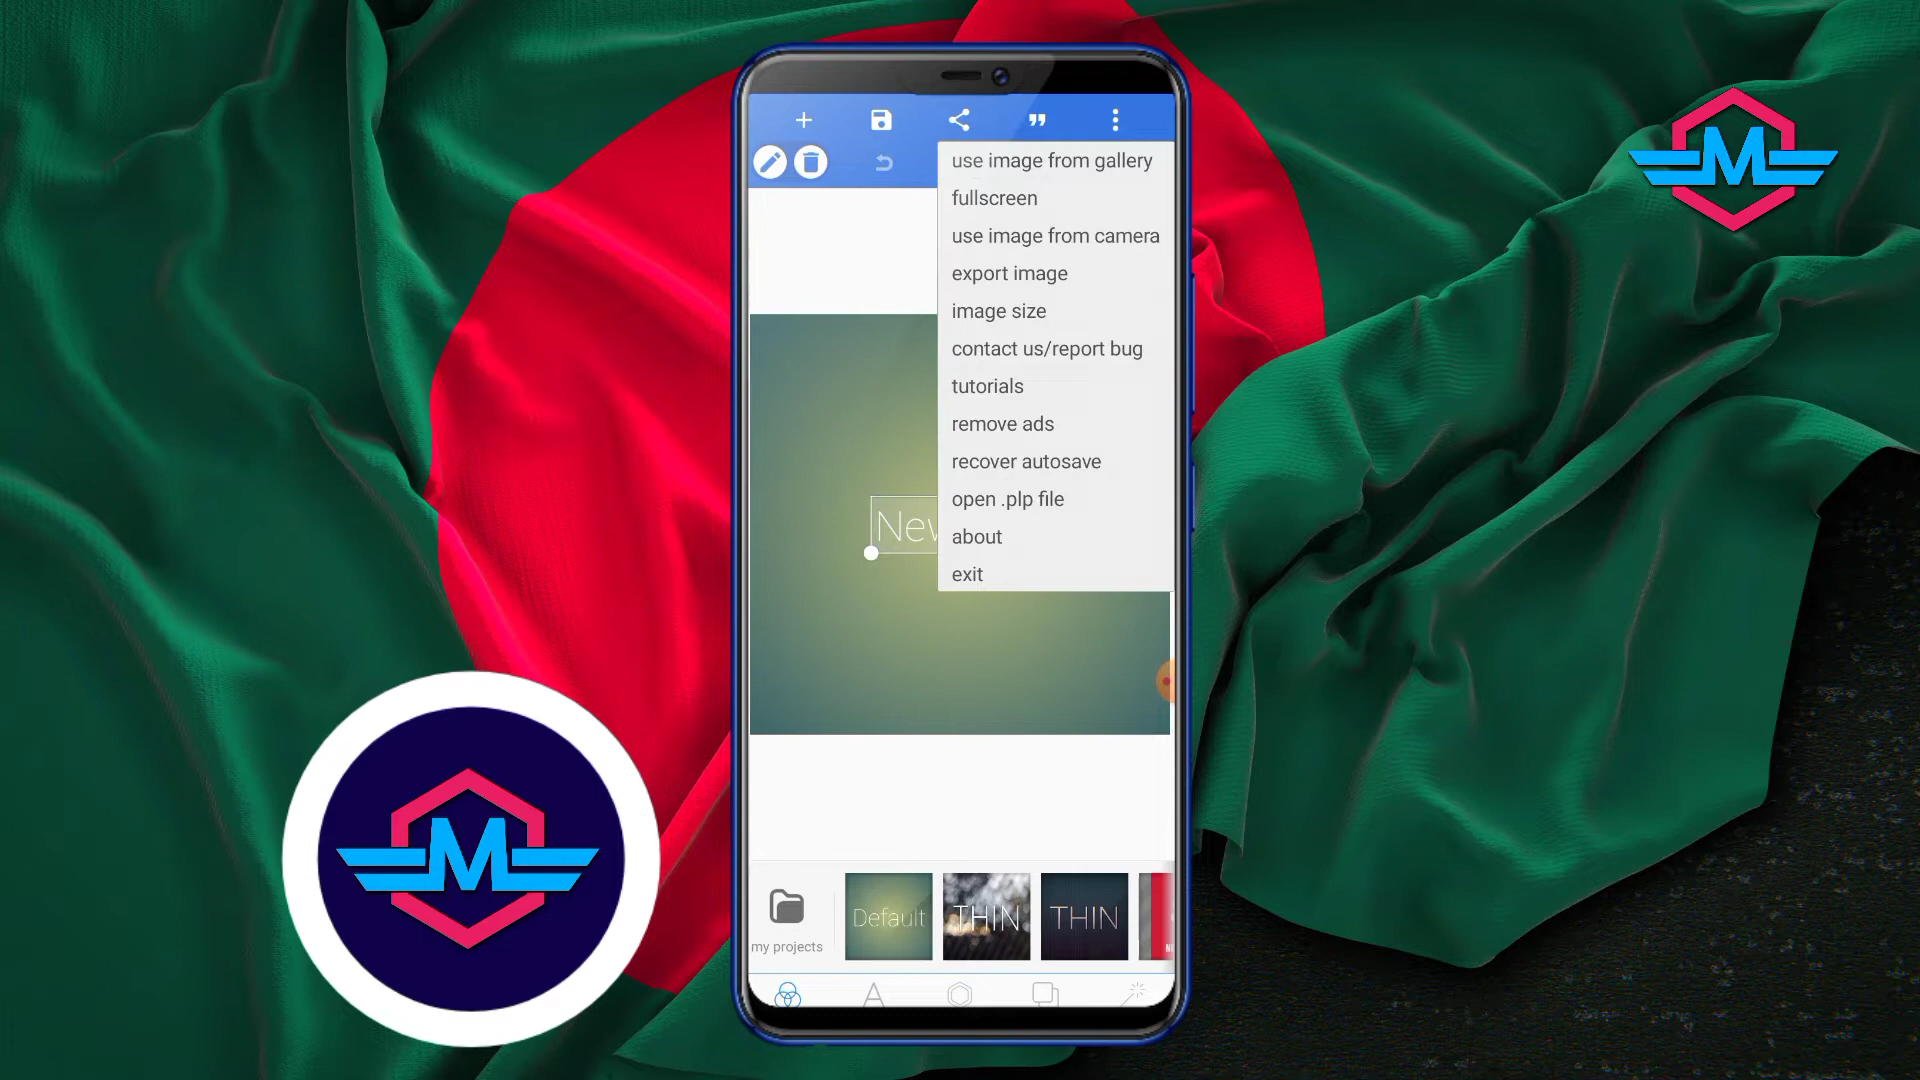 M
use image from gallery
fullscreen
use image from camera
export image
image size
contact us/report bug
tutorials
remove ads
recover autosave
open .plp file
about
exit
New
my projects
Default
THIN
THIN
A
M